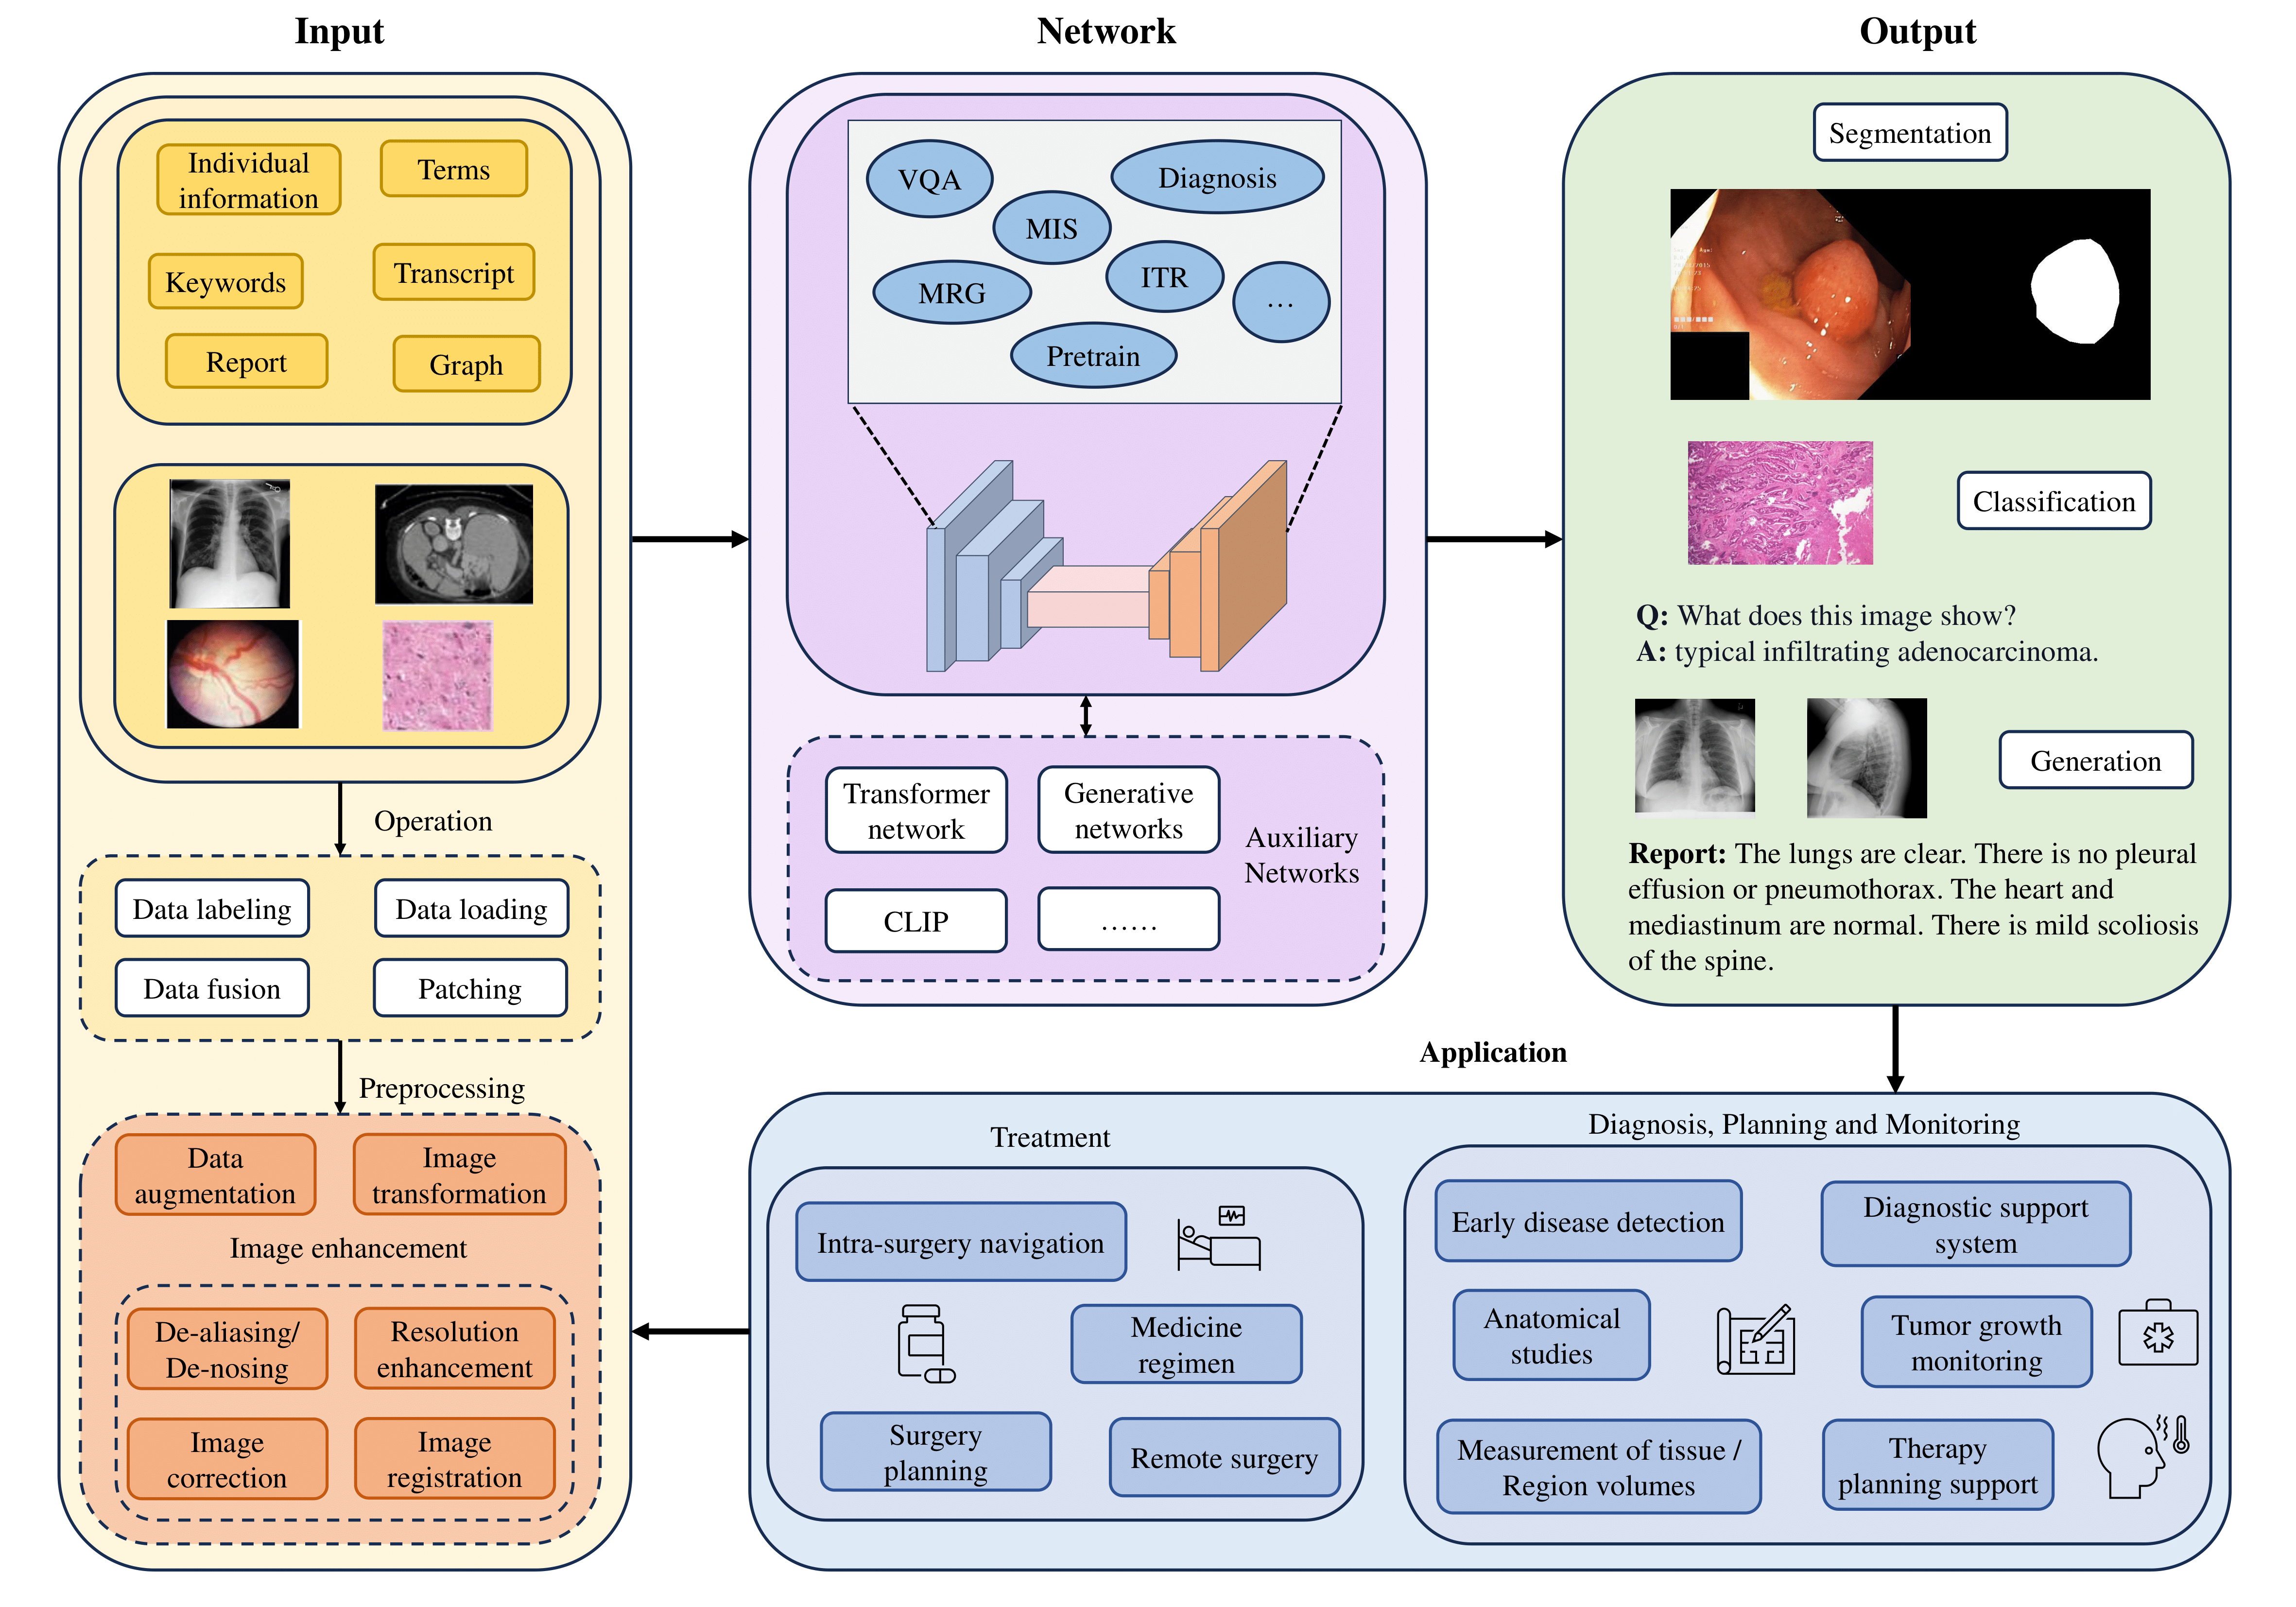 Input
Network
Output
Individual
information
Terms
Keywords
Transcript
Report
Graph
Operation
Data labeling
Data loading
Data fusion
Patching
Preprocessing
Data
augmentation
Image
transformation
Image enhancement
De-aliasing/
De-nosing
Resolution
enhancement
Image
correction
Image
registration
VQA
Diagnosis
MIS
MRG
ITR
...
Pretrain
Transformer
network
Generative
networks
Auxiliary
Networks
CLIP
......
Segmentation
Classification
Q: What does this image show?
A: typical infiltrating adenocarcinoma.
Generation
Report: The lungs are clear. There is no pleural
effusion or pneumothorax. The heart and
mediastinum are normal. There is mild scoliosis
of the spine.
Application
Treatment
Intra-surgery navigation
Medicine
regimen
Surgery
planning
Remote surgery
Diagnosis, Planning and Monitoring
Early disease detection
Diagnostic support
system
Anatomical
studies
Tumor growth
monitoring
Measurement of tissue /
Region volumes
Therapy
planning support